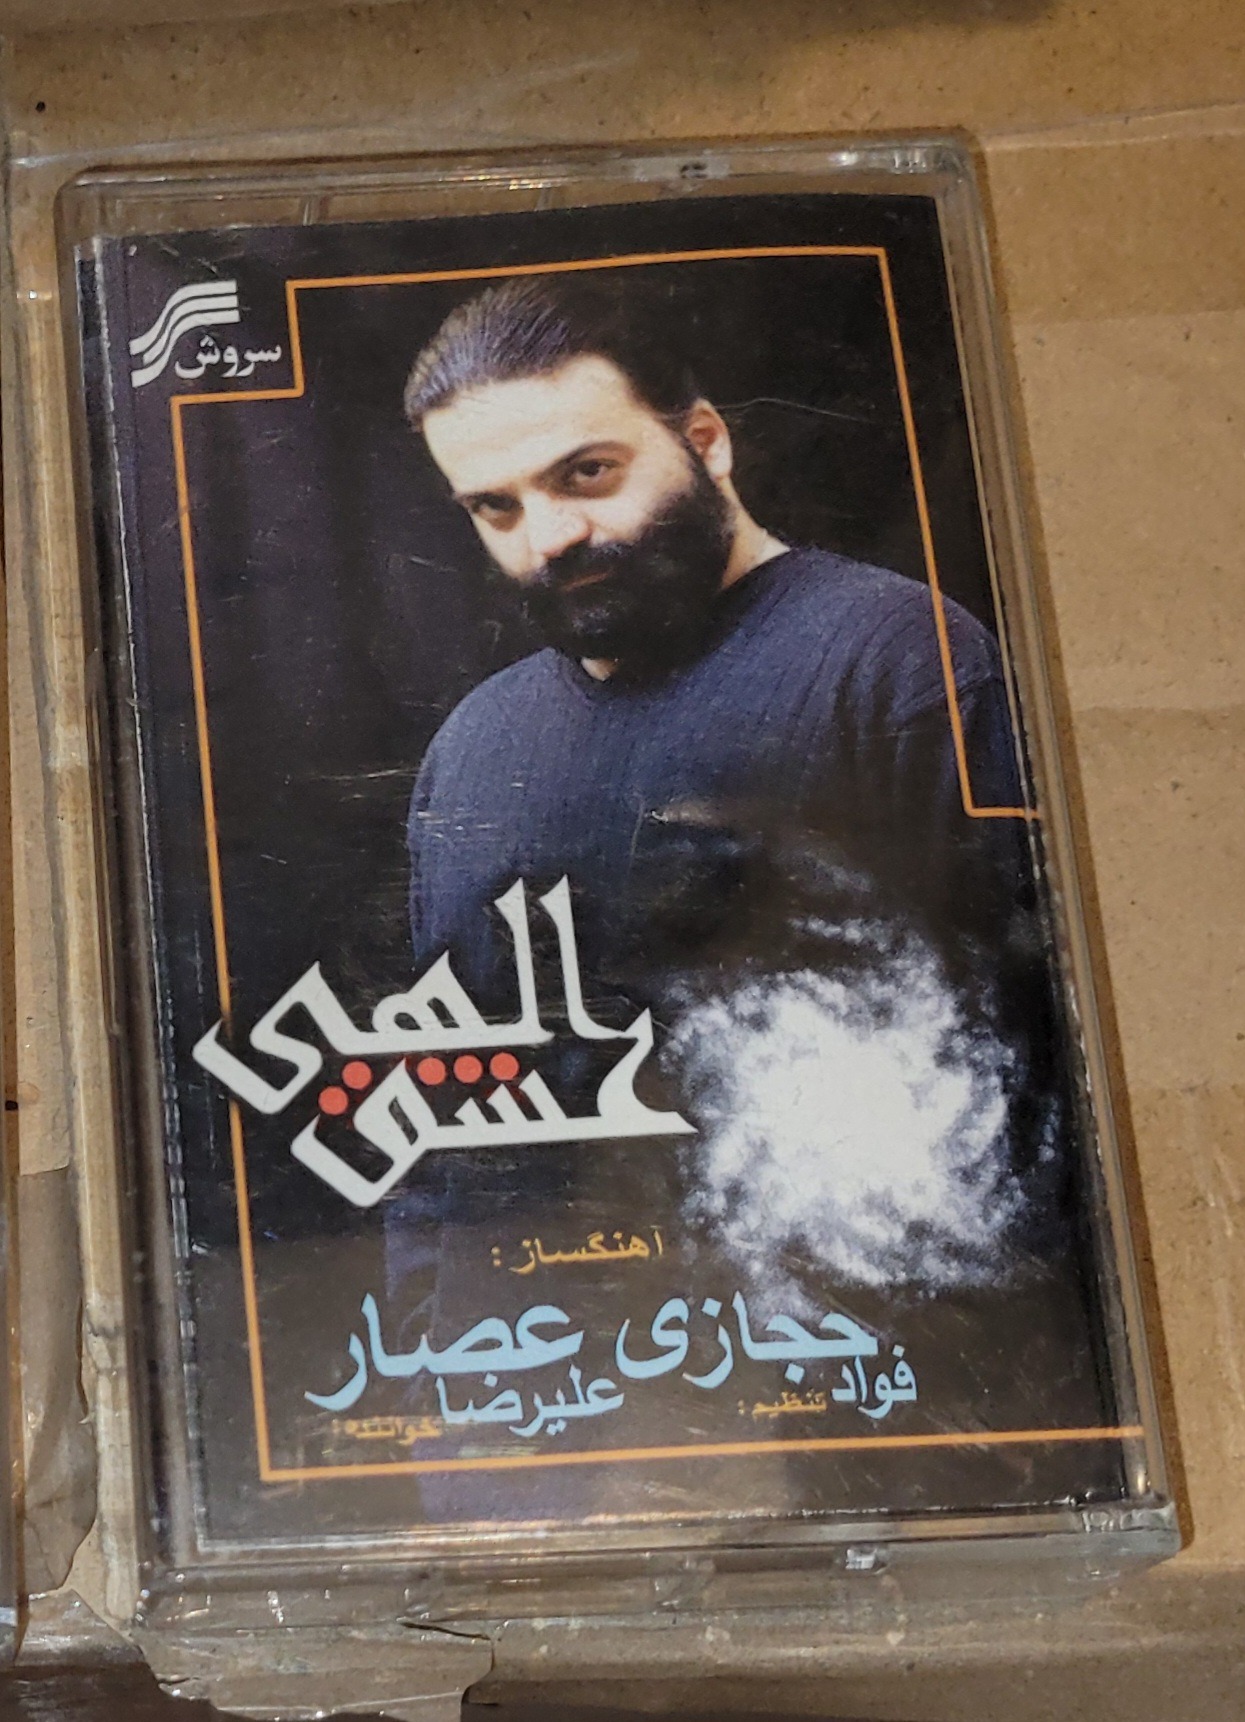 سروش
عشق الهی
آهنگساز :
فواد حجازی علیرضا عصار
تنظیم : خواننده :